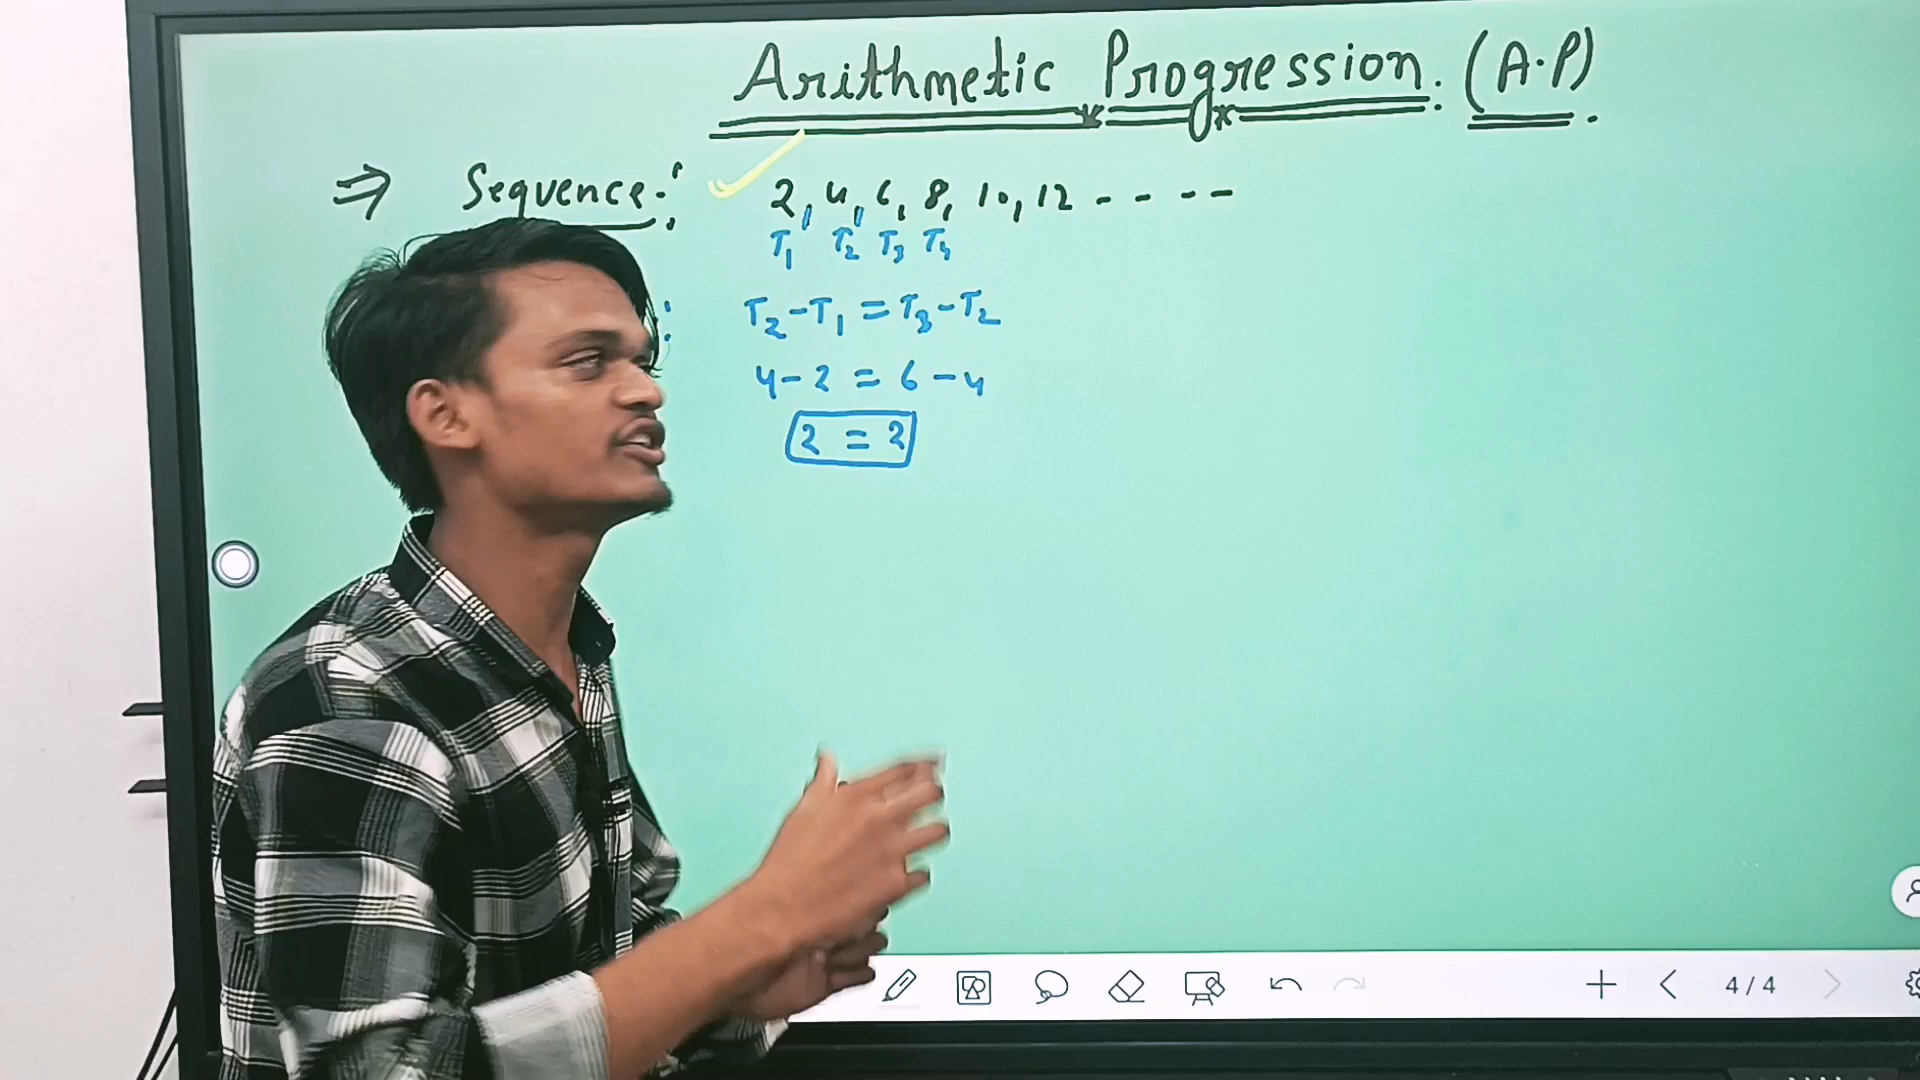 Arithmetic Progression : (A.P) .
⇒ Sequence : 2, 4, 6, 8, 10, 12 - - - -
T₁ T₂ T₃ T₄
: T₂ - T₁ = T₃ - T₂
4 - 2 = 6 - 4
2 = 2
4 / 4